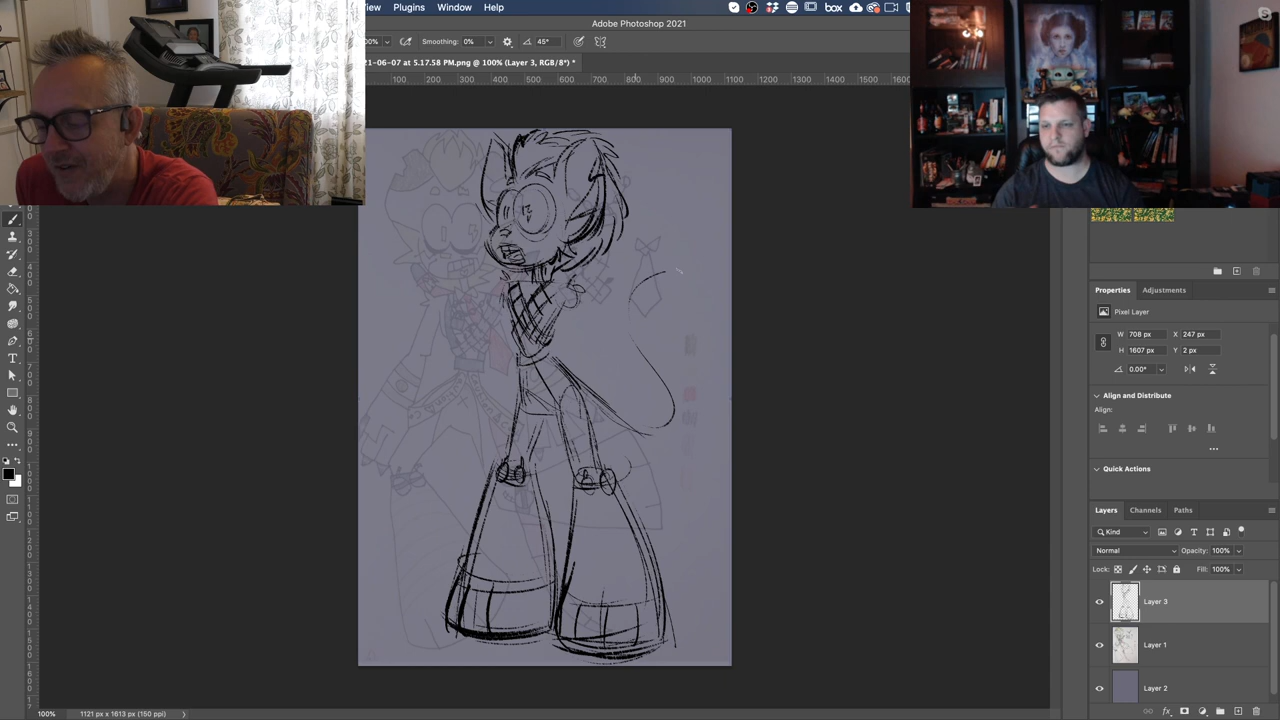 View Plugins Window Help
box
Adobe Photoshop 2021
Smoothing: 0% 45°
21-06-07 at 5.17.58 PM.png @ 100% (Layer 3, RGB/8*) *
100 200 300 400 500 600 700 800 900 1000 1100 1200 1300 1400 1500 1600
Properties Adjustments
Pixel Layer
W 708 px X 247 px
H 1607 px Y 2 px
0.00°
Align and Distribute
Align:
Quick Actions
Layers Channels Paths
Kind
Normal Opacity: 100%
Lock: Fill: 100%
Layer 3
Layer 1
Layer 2
100% 1121 px x 1613 px (150 ppi)